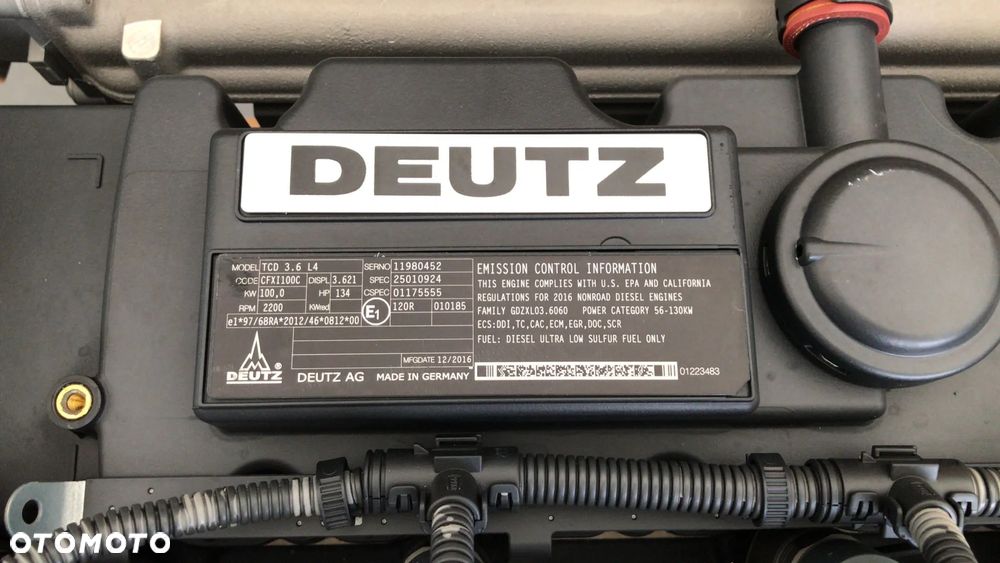 DEUTZ
MODEL TCD 3.6 L4 SERNO 11980452
CODE CFXI100C DISPL 3.621 SPEC 25010924
KW 100,0 HP 134 CSPEC 01175555
RPM 2200 KWred E1 120R 010185
e1*97/68RA*2012/46*0812*00
MFGDATE 12/2016
DEUTZ® DEUTZ AG MADE IN GERMANY
EMISSION CONTROL INFORMATION
THIS ENGINE COMPLIES WITH U.S. EPA AND CALIFORNIA
REGULATIONS FOR 2016 NONROAD DIESEL ENGINES
FAMILY GDZXL03.6060 POWER CATEGORY 56-130KW
ECS:DDI,TC,CAC,ECM,EGR,DOC,SCR
FUEL: DIESEL ULTRA LOW SULFUR FUEL ONLY
01223483
OTOMOTO